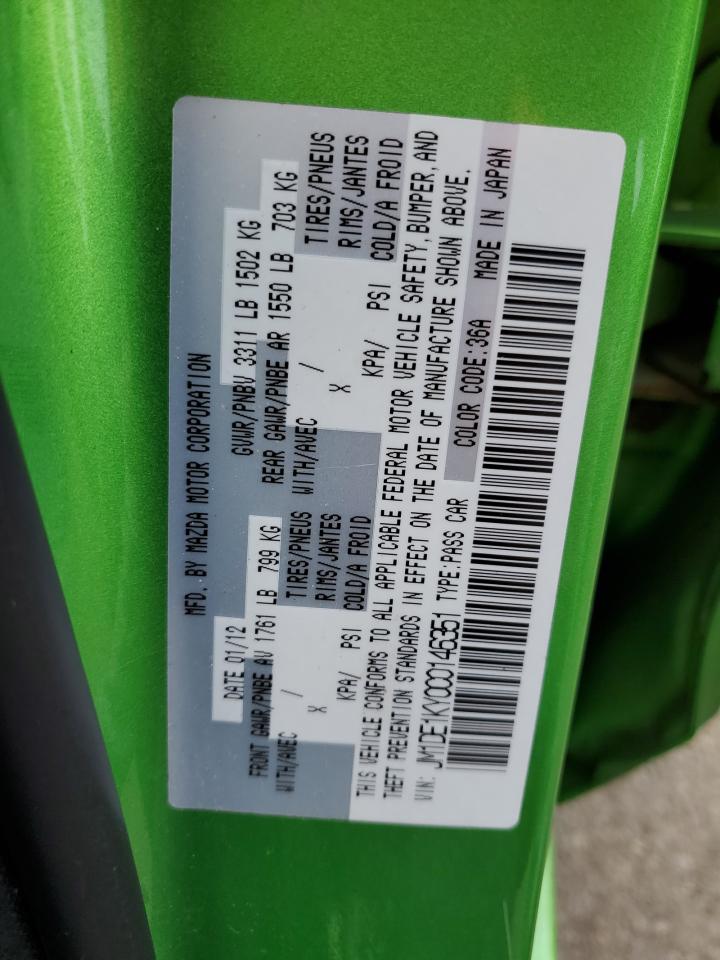 MFD. BY MAZDA MOTOR CORPORATION
DATE 01/12 GVWR/PNBV 3311 LB 1502 KG
FRONT GAWR/PNBE AV 1761 LB 799 KG REAR GAWR/PNBE AR 1550 LB 703 KG
WITH/AVEC / TIRES/PNEUS WITH/AVEC / TIRES/PNEUS
X RIMS/JANTES X RIMS/JANTES
KPA/ PSI COLD/A FROID KPA/ PSI COLD/A FROID
THIS VEHICLE CONFORMS TO ALL APPLICABLE FEDERAL MOTOR VEHICLE SAFETY, BUMPER, AND
THEFT PREVENTION STANDARDS IN EFFECT ON THE DATE OF MANUFACTURE SHOWN ABOVE.
VIN: JM1DE1KY0C0146351 TYPE:PASS CAR COLOR CODE:36A MADE IN JAPAN